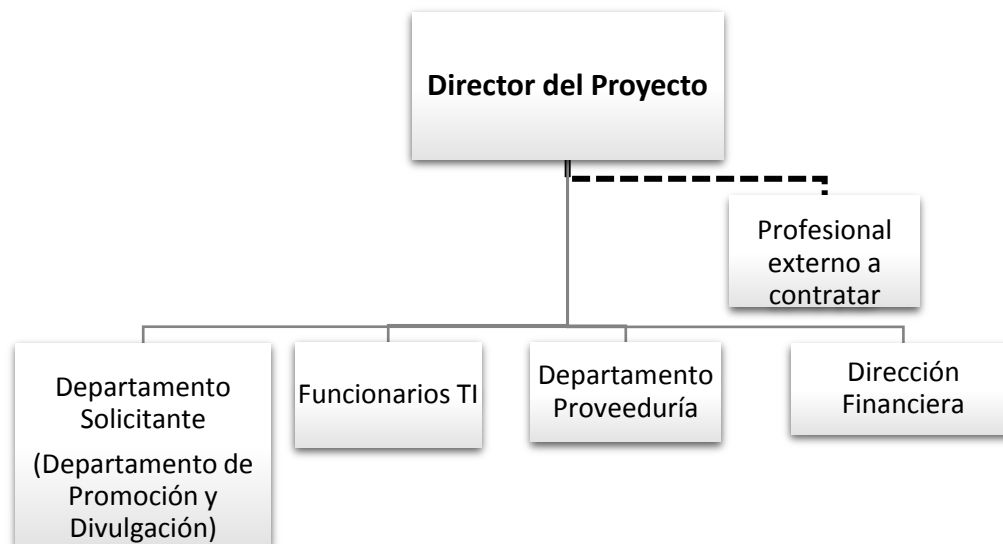 Director del Proyecto
Profesional
externo a
contratar
Departamento
Solicitante
(Departamento de
Promoción y
Divulgación)
Funcionarios TI
Departamento
Proveeduría
Dirección
Financiera